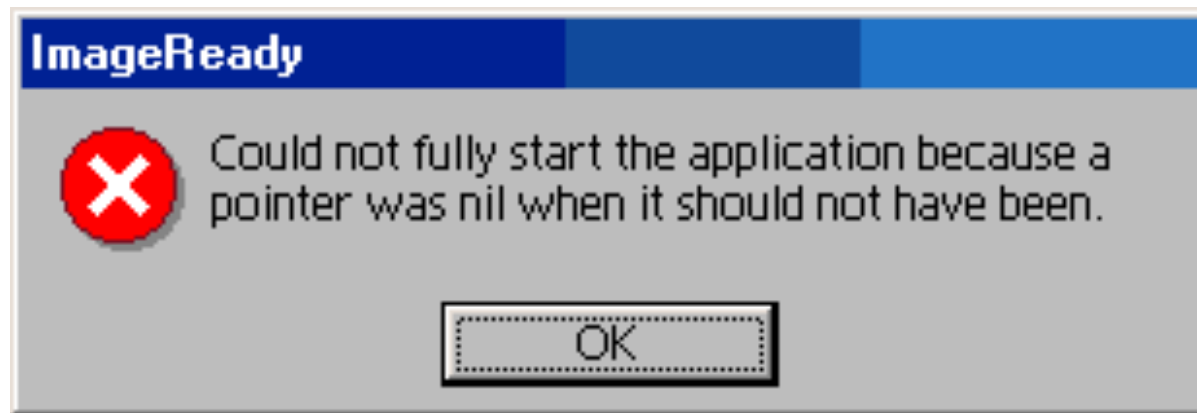 ImageReady
Could not fully start the application because a
pointer was nil when it should not have been.
OK